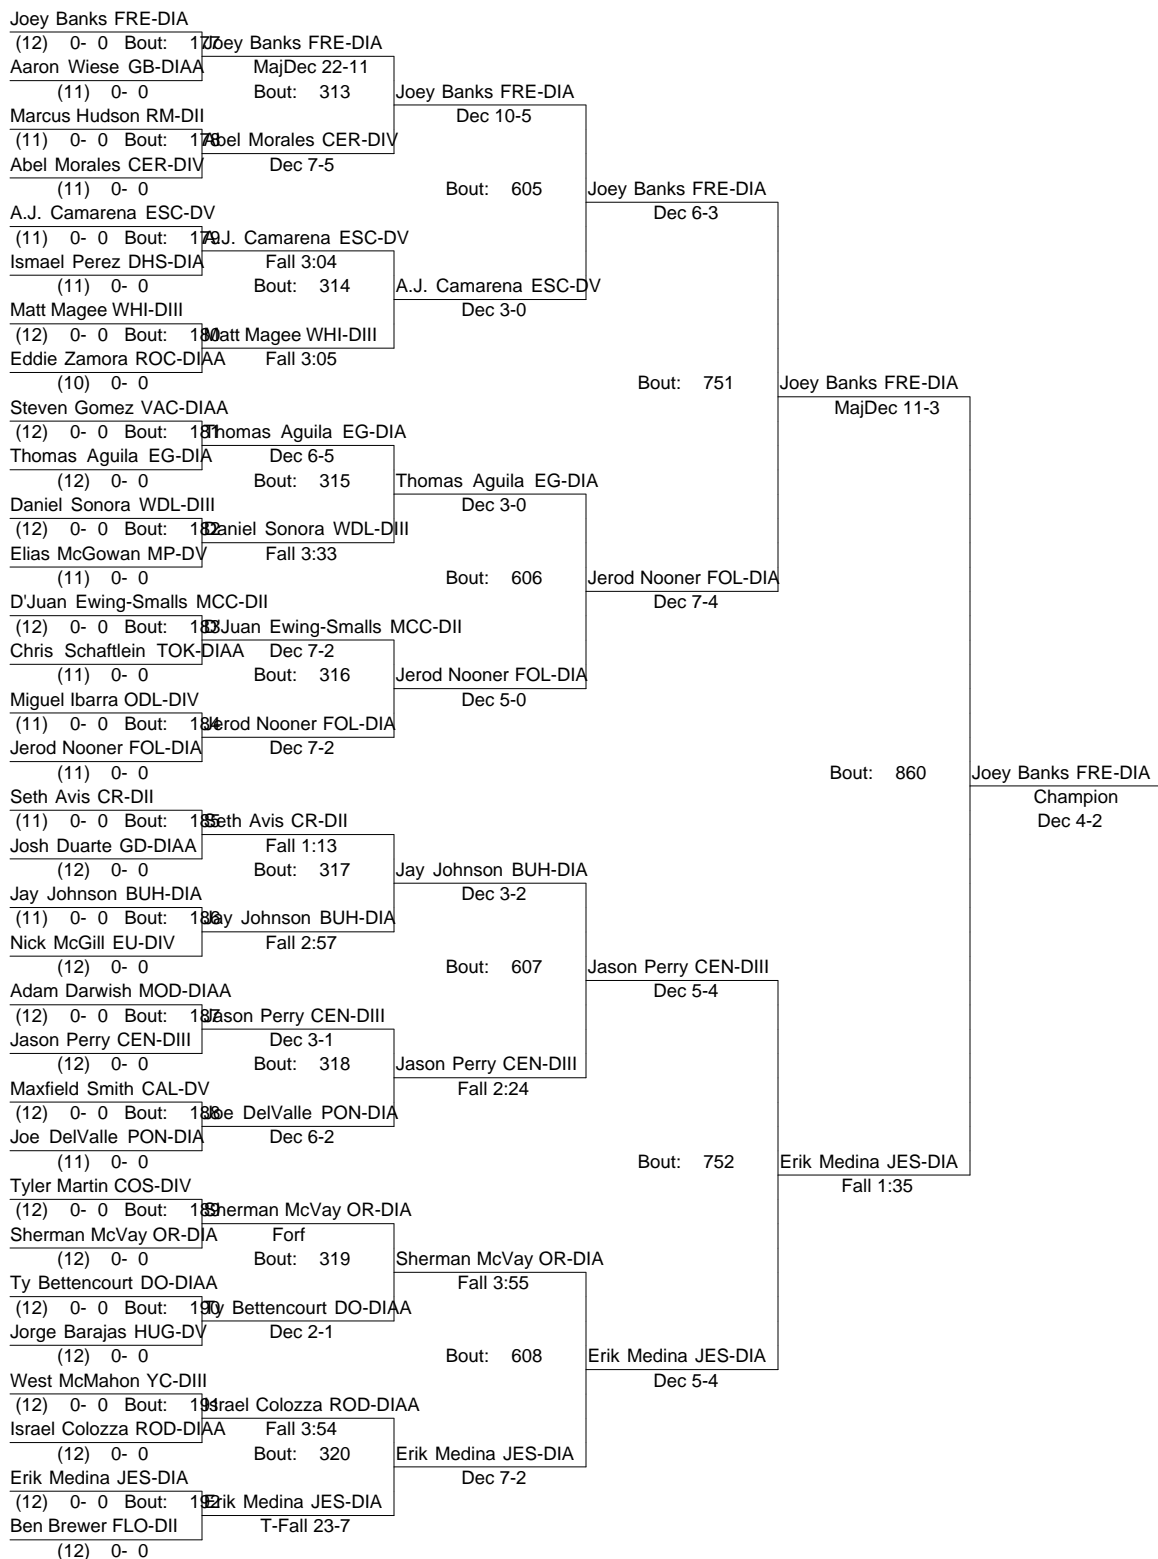 Joey Banks FRE-DIA
(12) 0- 0 Bout: 177 Joey Banks FRE-DIA
Aaron Wiese GB-DIAA MajDec 22-11
(11) 0- 0 Bout: 313 Joey Banks FRE-DIA
Marcus Hudson RM-DII Dec 10-5
(11) 0- 0 Bout: 178 Abel Morales CER-DIV
Abel Morales CER-DIV Dec 7-5
(11) 0- 0 Bout: 605 Joey Banks FRE-DIA
A.J. Camarena ESC-DV Dec 6-3
(11) 0- 0 Bout: 179 A.J. Camarena ESC-DV
Ismael Perez DHS-DIA Fall 3:04
(11) 0- 0 Bout: 314 A.J. Camarena ESC-DV
Matt Magee WHI-DIII Dec 3-0
(12) 0- 0 Bout: 180 Matt Magee WHI-DIII
Eddie Zamora ROC-DIAA Fall 3:05
(10) 0- 0 Bout: 751 Joey Banks FRE-DIA
Steven Gomez VAC-DIAA MajDec 11-3
(12) 0- 0 Bout: 181 Thomas Aguila EG-DIA
Thomas Aguila EG-DIA Dec 6-5
(12) 0- 0 Bout: 315 Thomas Aguila EG-DIA
Daniel Sonora WDL-DIII Dec 3-0
(12) 0- 0 Bout: 182 Daniel Sonora WDL-DIII
Elias McGowan MP-DV Fall 3:33
(11) 0- 0 Bout: 606 Jerod Nooner FOL-DIA
D'Juan Ewing-Smalls MCC-DII Dec 7-4
(12) 0- 0 Bout: 183 D'Juan Ewing-Smalls MCC-DII
Chris Schaftlein TOK-DIAA Dec 7-2
(11) 0- 0 Bout: 316 Jerod Nooner FOL-DIA
Miguel Ibarra ODL-DIV Dec 5-0
(11) 0- 0 Bout: 184 Jerod Nooner FOL-DIA
Jerod Nooner FOL-DIA Dec 7-2
(11) 0- 0 Bout: 860 Joey Banks FRE-DIA
Seth Avis CR-DII Champion
(11) 0- 0 Bout: 185 Seth Avis CR-DII Dec 4-2
Josh Duarte GD-DIAA Fall 1:13
(12) 0- 0 Bout: 317 Jay Johnson BUH-DIA
Jay Johnson BUH-DIA Dec 3-2
(11) 0- 0 Bout: 186 Jay Johnson BUH-DIA
Nick McGill EU-DIV Fall 2:57
(12) 0- 0 Bout: 607 Jason Perry CEN-DIII
Adam Darwish MOD-DIAA Dec 5-4
(12) 0- 0 Bout: 187 Jason Perry CEN-DIII
Jason Perry CEN-DIII Dec 3-1
(12) 0- 0 Bout: 318 Jason Perry CEN-DIII
Maxfield Smith CAL-DV Fall 2:24
(12) 0- 0 Bout: 188 Joe DelValle PON-DIA
Joe DelValle PON-DIA Dec 6-2
(11) 0- 0 Bout: 752 Erik Medina JES-DIA
Tyler Martin COS-DIV Fall 1:35
(12) 0- 0 Bout: 189 Sherman McVay OR-DIA
Sherman McVay OR-DIA Forf
(12) 0- 0 Bout: 319 Sherman McVay OR-DIA
Ty Bettencourt DO-DIAA Fall 3:55
(12) 0- 0 Bout: 190 Ty Bettencourt DO-DIAA
Jorge Barajas HUG-DV Dec 2-1
(12) 0- 0 Bout: 608 Erik Medina JES-DIA
West McMahon YC-DIII Dec 5-4
(12) 0- 0 Bout: 191 Israel Colozza ROD-DIAA
Israel Colozza ROD-DIAA Fall 3:54
(12) 0- 0 Bout: 320 Erik Medina JES-DIA
Erik Medina JES-DIA Dec 7-2
(12) 0- 0 Bout: 192 Erik Medina JES-DIA
Ben Brewer FLO-DII T-Fall 23-7
(12) 0- 0